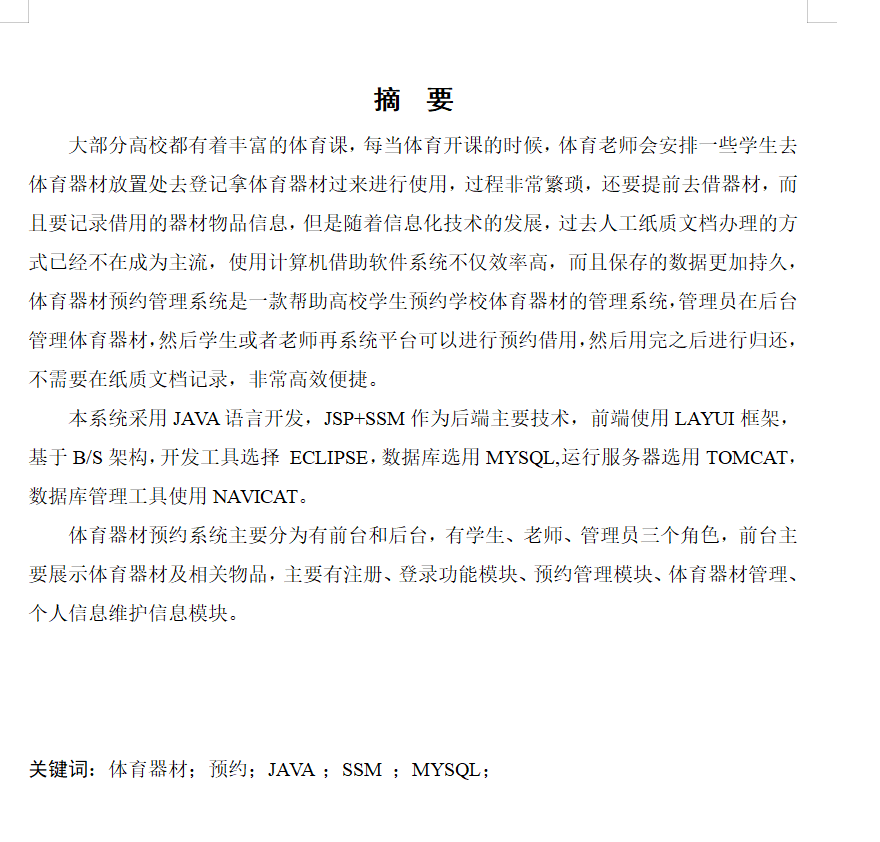 摘 要
大部分高校都有着丰富的体育课，每当体育开课的时候，体育老师会安排一些学生去
体育器材放置处去登记拿体育器材过来进行使用，过程非常繁琐，还要提前去借器材，而
且要记录借用的器材物品信息，但是随着信息化技术的发展，过去人工纸质文档办理的方
式已经不在成为主流，使用计算机借助软件系统不仅效率高，而且保存的数据更加持久，
体育器材预约管理系统是一款帮助高校学生预约学校体育器材的管理系统，管理员在后台
管理体育器材，然后学生或者老师再系统平台可以进行预约借用，然后用完之后进行归还，
不需要在纸质文档记录，非常高效便捷。
本系统采用 JAVA 语言开发，JSP+SSM 作为后端主要技术，前端使用 LAYUI 框架，
基于 B/S 架构，开发工具选择 ECLIPSE，数据库选用 MYSQL,运行服务器选用 TOMCAT，
数据库管理工具使用 NAVICAT。
体育器材预约系统主要分为有前台和后台，有学生、老师、管理员三个角色，前台主
要展示体育器材及相关物品，主要有注册、登录功能模块、预约管理模块、体育器材管理、
个人信息维护信息模块。
关键词：体育器材；预约；JAVA ；SSM ；MYSQL；